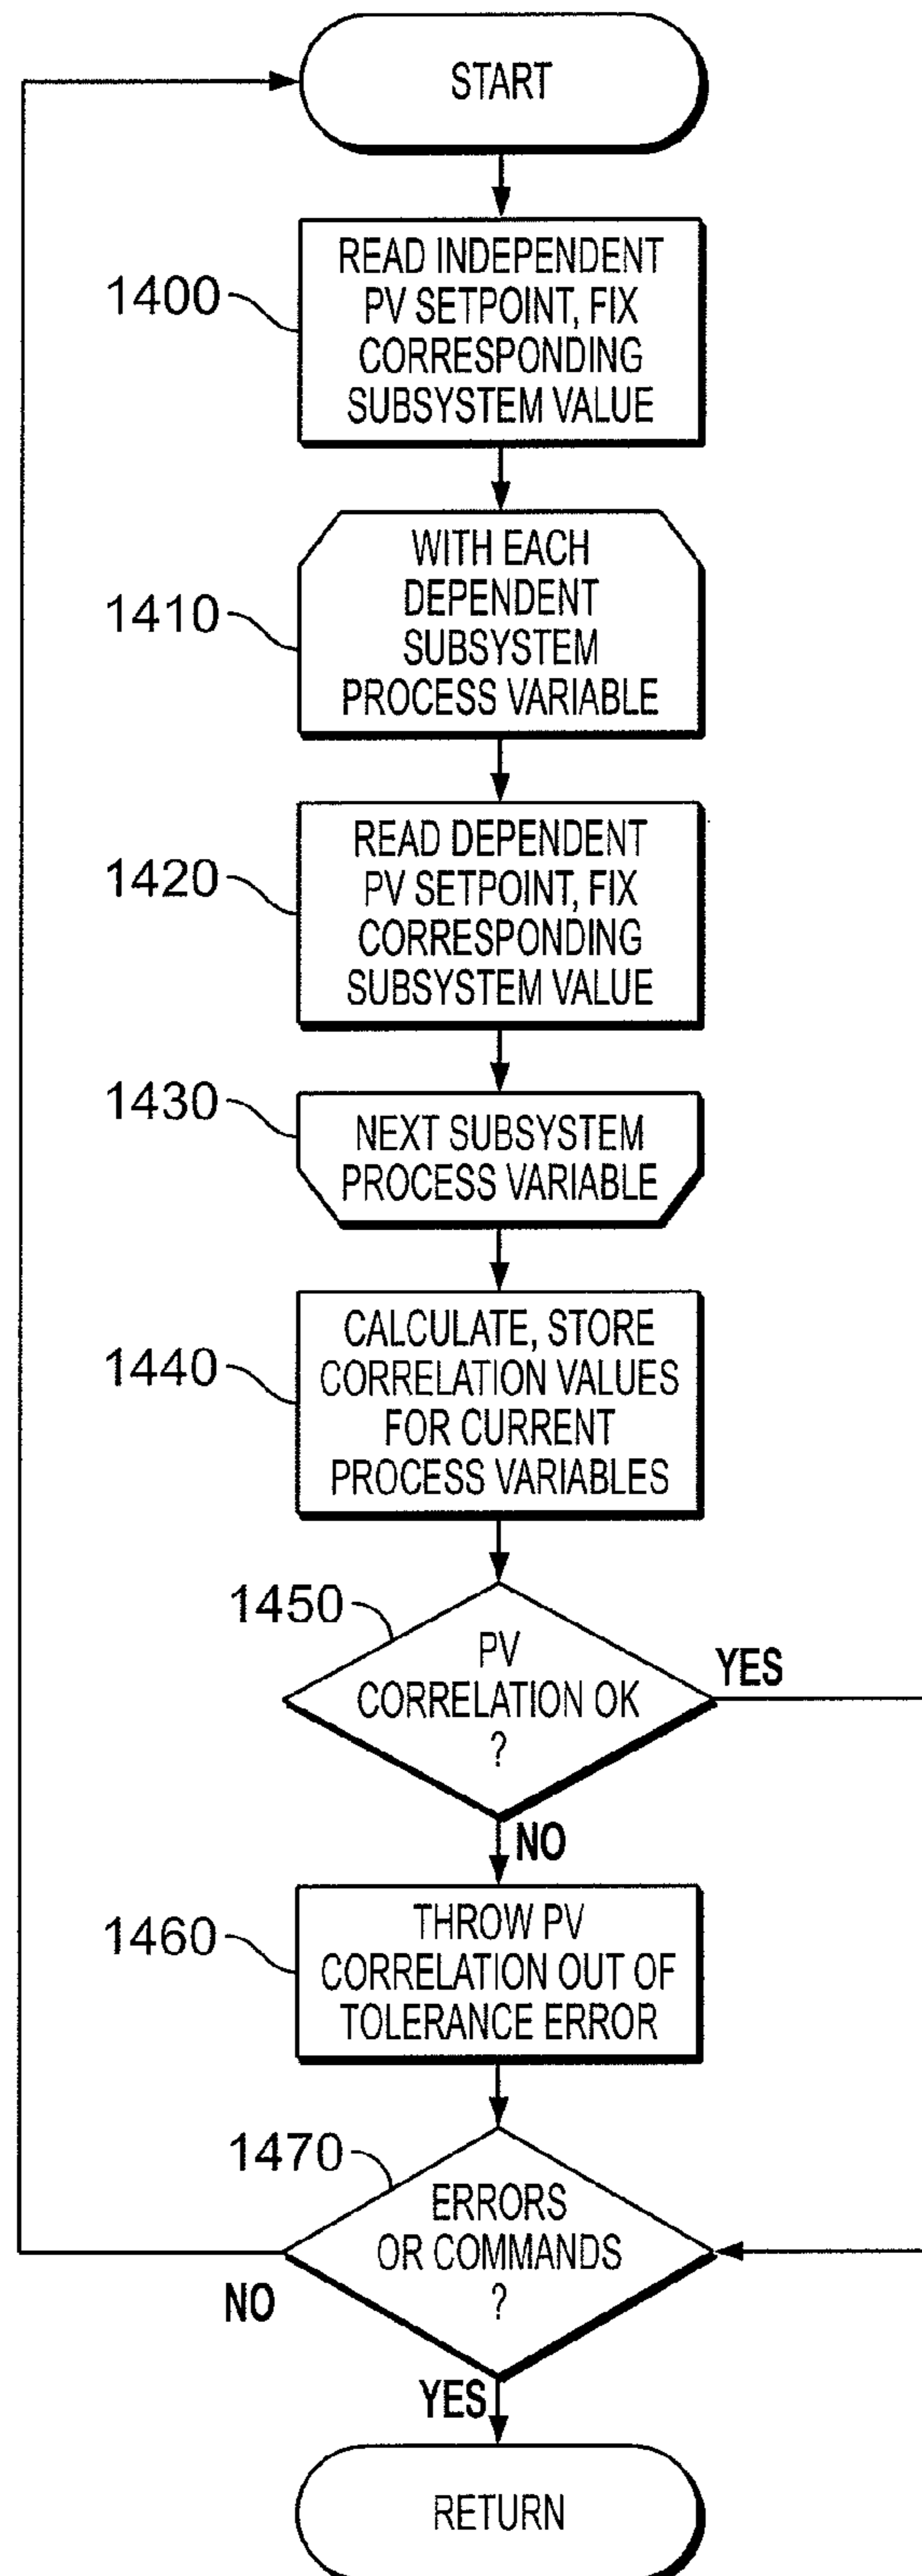 START
1400
READ INDEPENDENT
PV SETPOINT, FIX
CORRESPONDING
SUBSYSTEM VALUE
1410
WITH EACH
DEPENDENT
SUBSYSTEM
PROCESS VARIABLE
1420
READ DEPENDENT
PV SETPOINT, FIX
CORRESPONDING
SUBSYSTEM VALUE
1430
NEXT SUBSYSTEM
PROCESS VARIABLE
1440
CALCULATE, STORE
CORRELATION VALUES
FOR CURRENT
PROCESS VARIABLES
1450
PV
CORRELATION OK
?
YES
NO
1460
THROW PV
CORRELATION OUT OF
TOLERANCE ERROR
1470
ERRORS
OR COMMANDS
?
NO
YES
RETURN